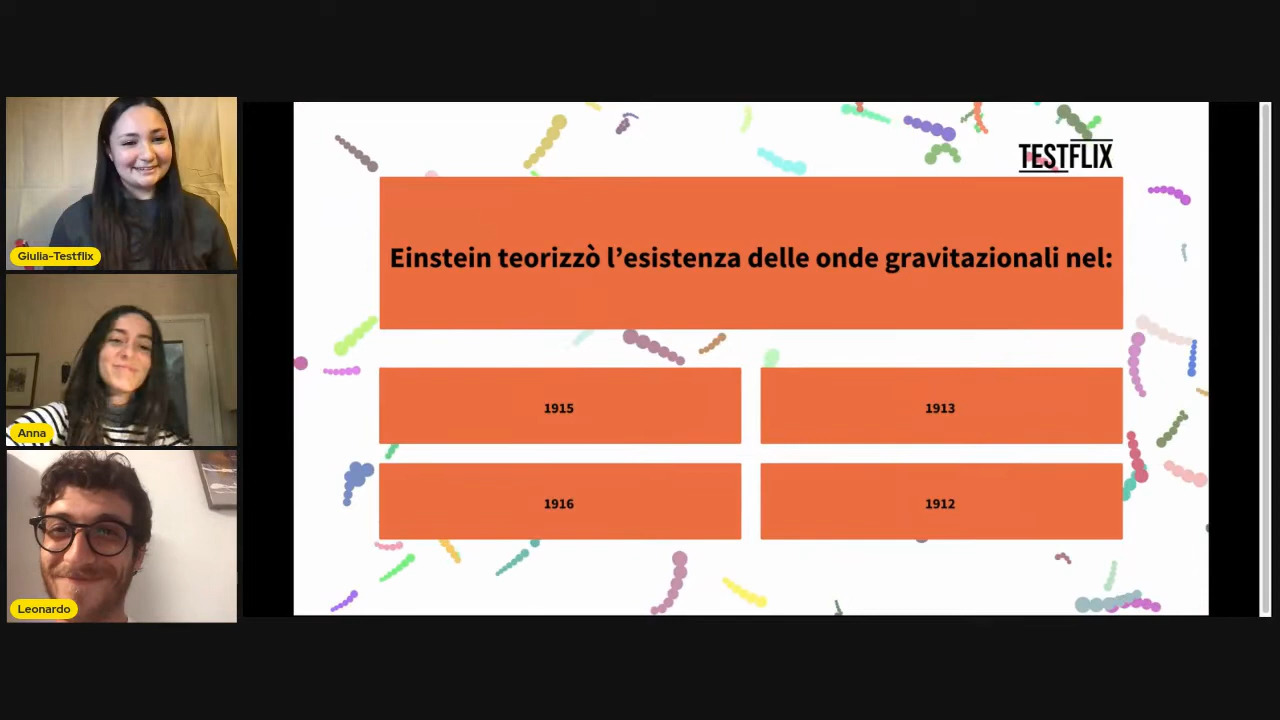 TESTFLIX
Einstein teorizzò l’esistenza delle onde gravitazionali nel:
1915
1913
1916
1912
Giulia-Testflix
Anna
Leonardo